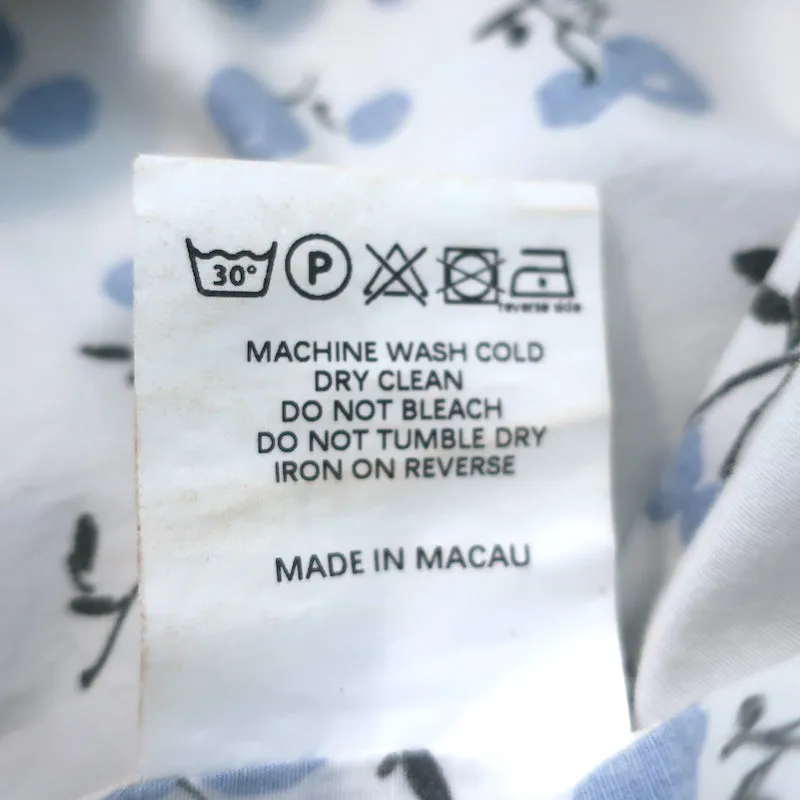 30° P
reverse side
MACHINE WASH COLD
DRY CLEAN
DO NOT BLEACH
DO NOT TUMBLE DRY
IRON ON REVERSE
MADE IN MACAU